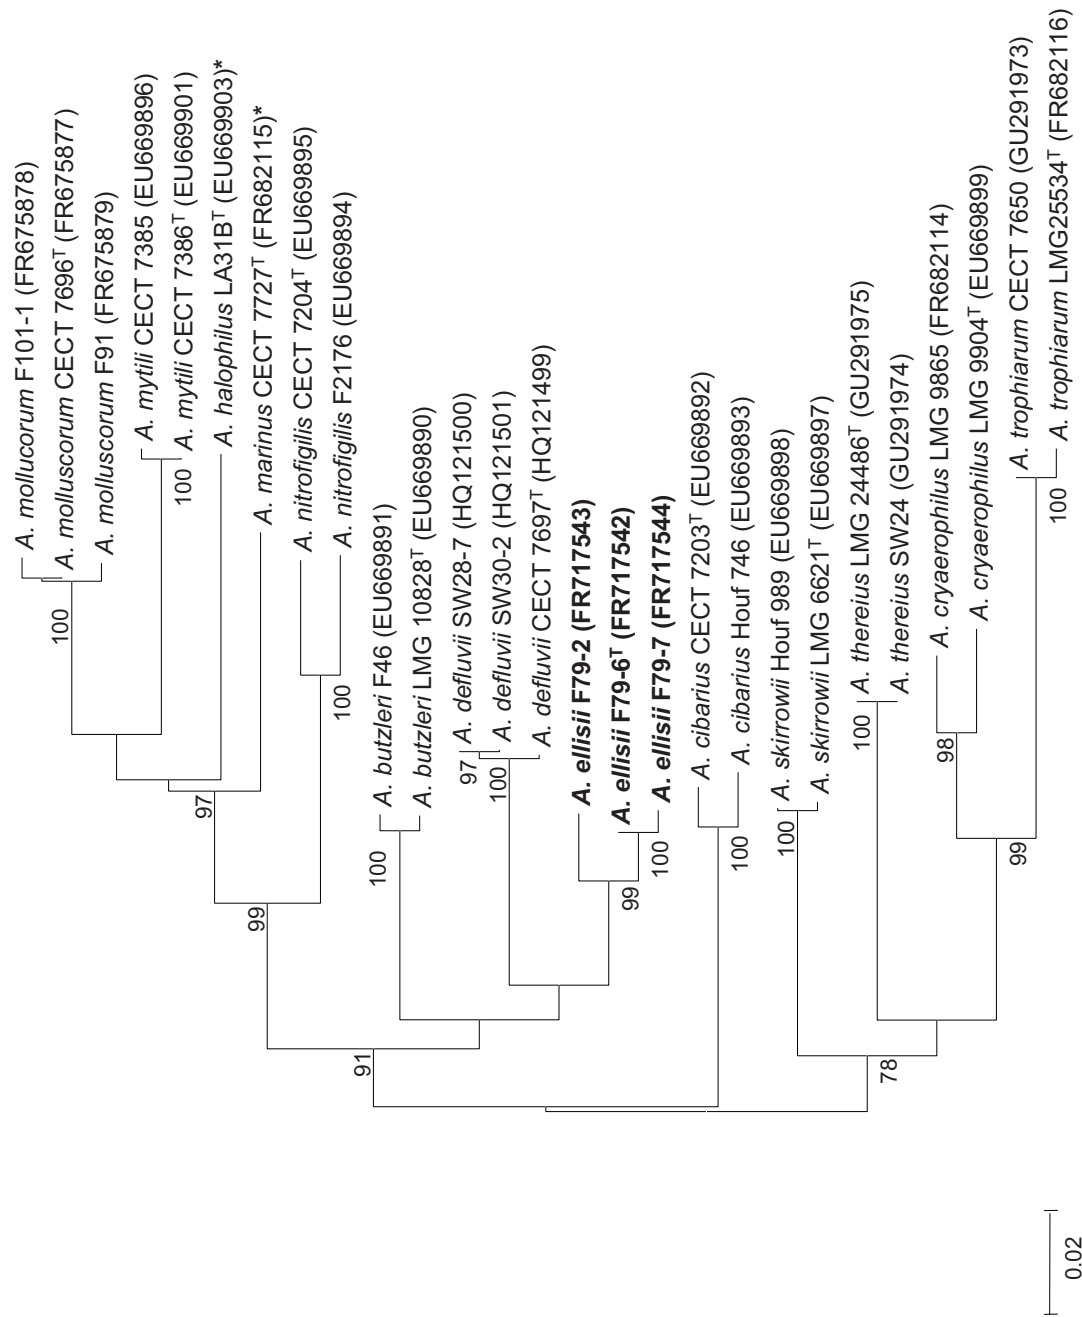 A. mollucorum F101-1 (FR675878)
A. molluscorum CECT 7696T (FR675877)
A. molluscorum F91 (FR675879)
100
A. mytili CECT 7385 (EU669896)
A. mytili CECT 7386T (EU669901)
100
A. halophilus LA31BT (EU669903)*
97
A. marinus CECT 7727T (FR682115)*
99
A. nitrofigilis CECT 7204T (EU669895)
A. nitrofigilis F2176 (EU669894)
100
91
A. butzleri F46 (EU669891)
A. butzleri LMG 10828T (EU669890)
100
A. defluvii SW28-7 (HQ121500)
97
A. defluvii SW30-2 (HQ121501)
100
A. defluvii CECT 7697T (HQ121499)
A. ellisii F79-2 (FR717543)
A. ellisii F79-6T (FR717542)
99
A. ellisii F79-7 (FR717544)
100
A. cibarius CECT 7203T (EU669892)
A. cibarius Houf 746 (EU669893)
100
A. skirrowii Houf 989 (EU669898)
100
A. skirrowii LMG 6621T (EU669897)
A. thereius LMG 24486T (GU291975)
100
78
A. thereius SW24 (GU291974)
A. cryaerophilus LMG 9865 (FR682114)
98
A. cryaerophilus LMG 9904T (EU669899)
99
A. trophiarum CECT 7650 (GU291973)
A. trophiarum LMG25534T (FR682116)
100
0.02